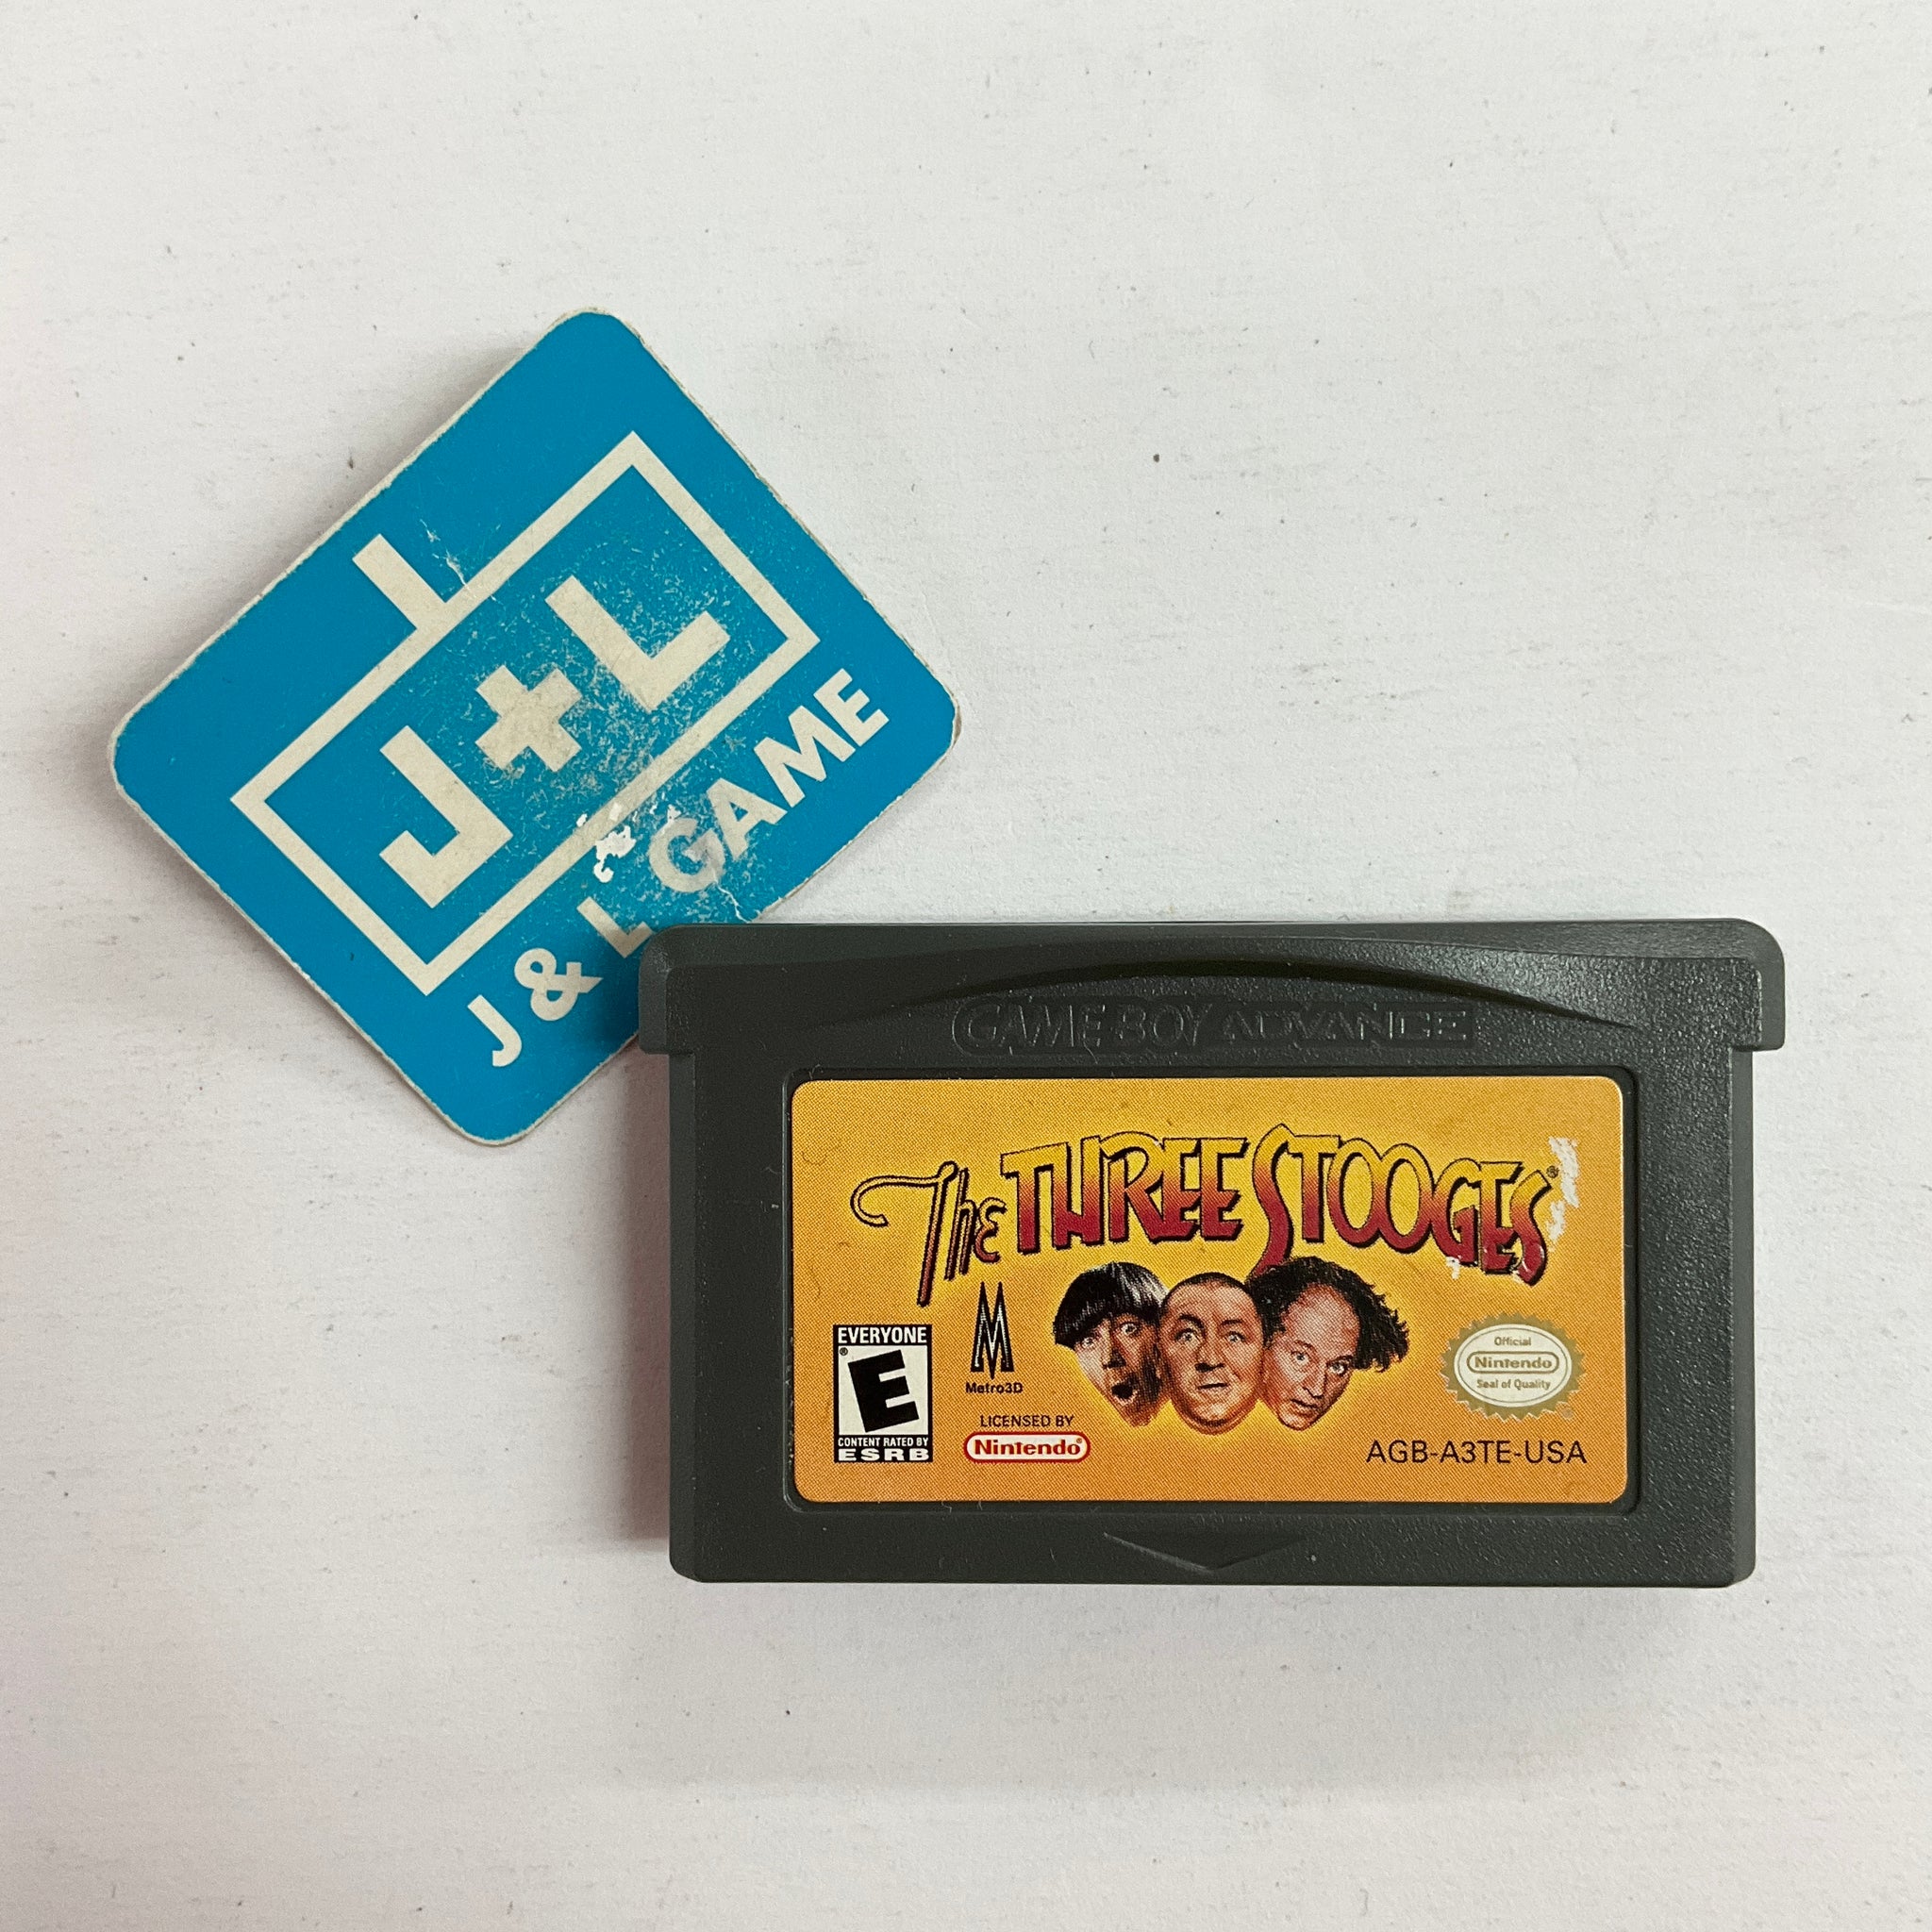 J+L
J & L GAME
GAME BOY ADVANCE
The THREE STOOGES®
EVERYONE
E
®
CONTENT RATED BY
ESRB
M
Metro3D
LICENSED BY
Nintendo®
Official
Nintendo
Seal of Quality
AGB-A3TE-USA